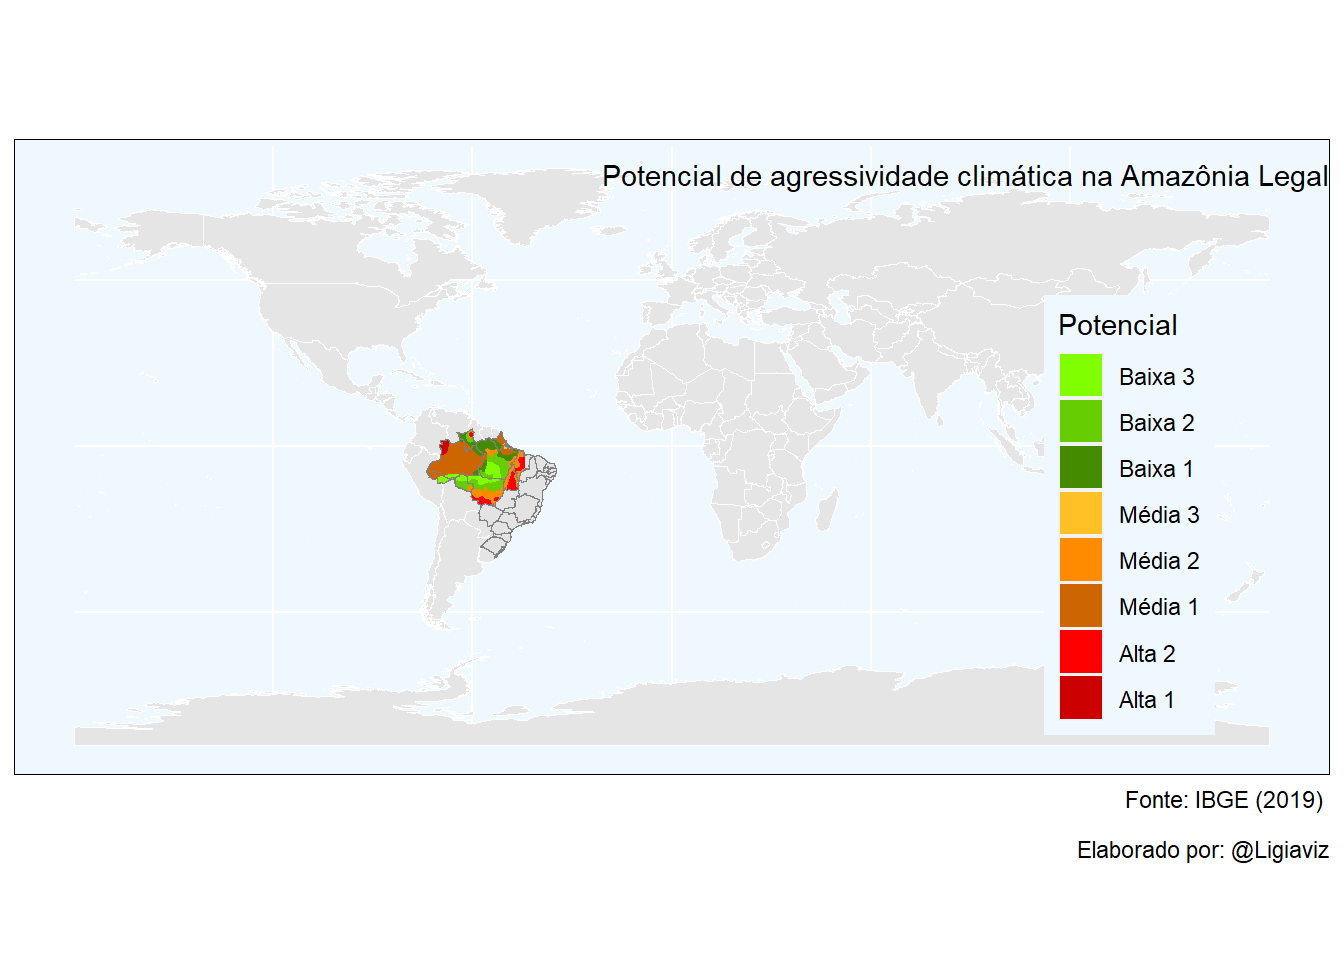 Potencial de agressividade climática na Amazônia Legal
Potencial
Baixa 3
Baixa 2
Baixa 1
Média 3
Média 2
Média 1
Alta 2
Alta 1
Fonte: IBGE (2019)
Elaborado por: @Ligiaviz